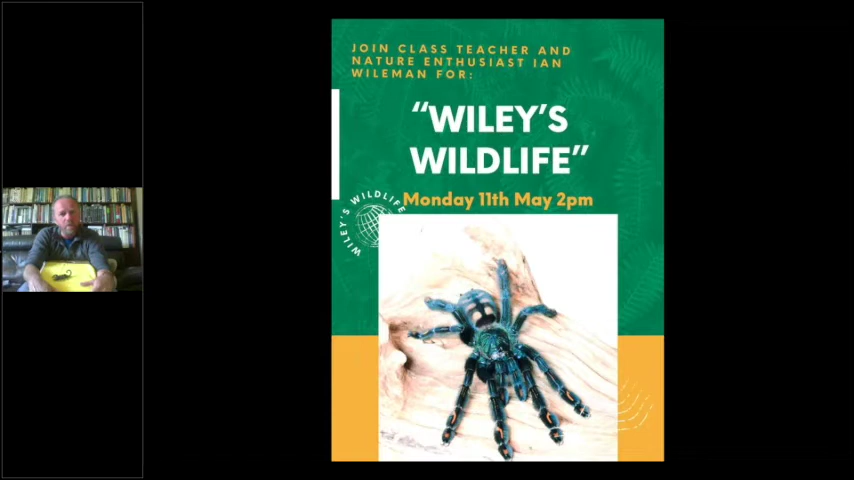 JOIN CLASS TEACHER AND
NATURE ENTHUSIAST IAN
WILEMAN FOR:
“WILEY’S
WILDLIFE”
Monday 11th May 2pm
WILEY'S WILDLIFE